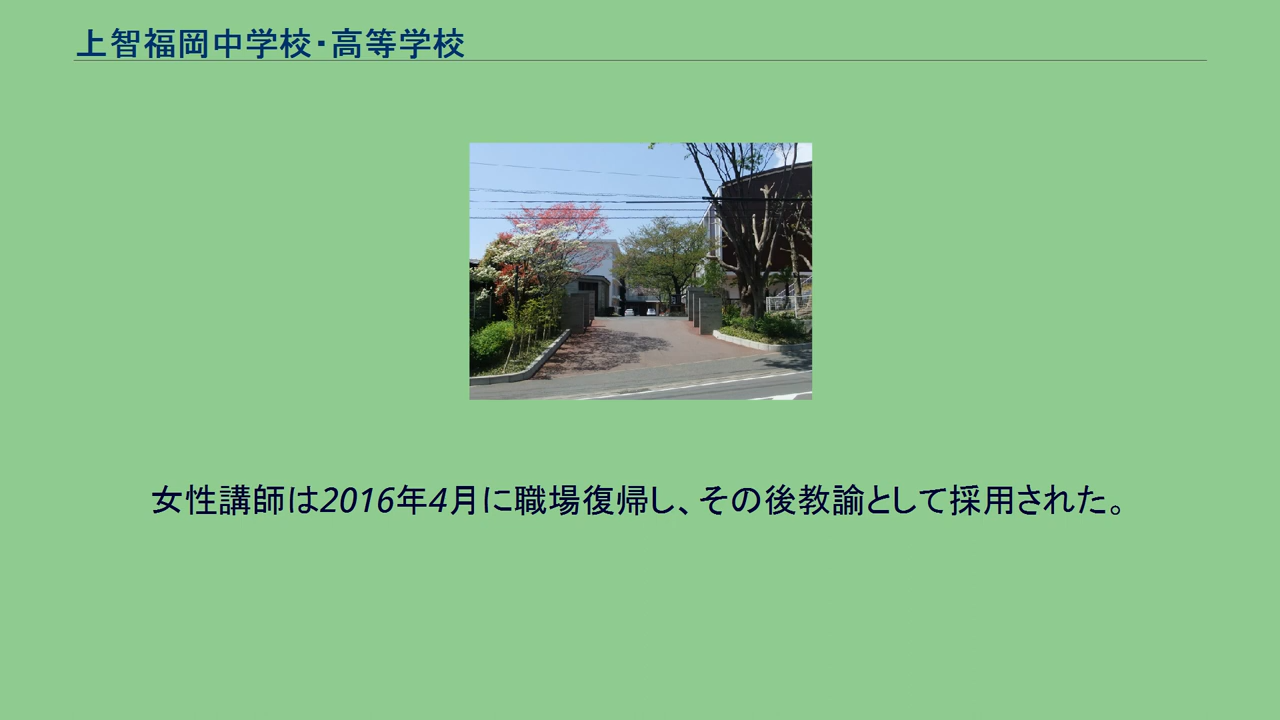 上智福岡中学校・高等学校
女性講師は2016年4月に職場復帰し、その後教諭として採用された。